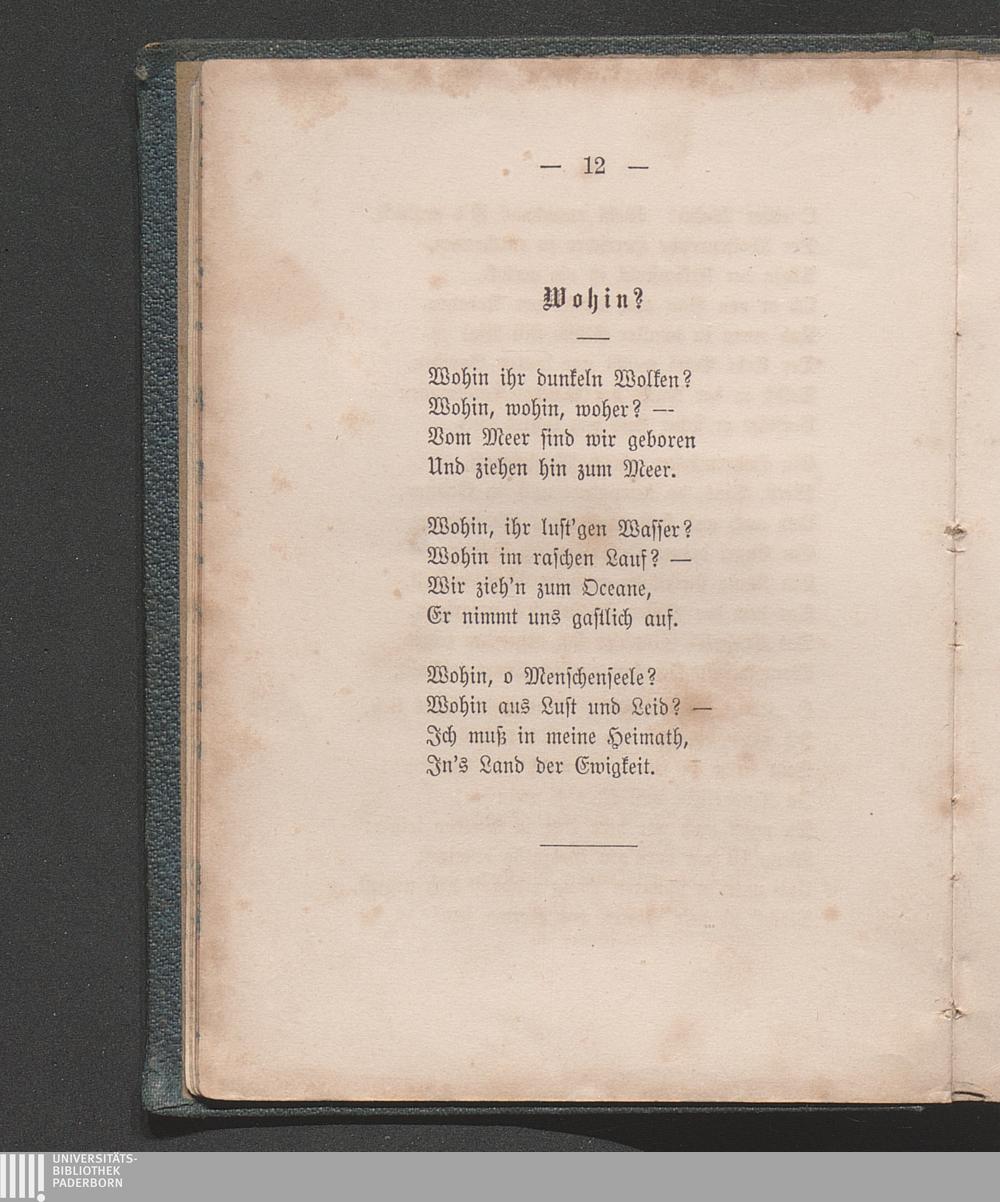 — 12 —
Wohin?
Wohin ihr dunkeln Wolken?
Wohin, wohin, woher? —
Vom Meer sind wir geboren
Und ziehen hin zum Meer.
Wohin, ihr lust'gen Wasser?
Wohin im raschen Lauf? —
Wir zieh'n zum Oceane,
Er nimmt uns gastlich auf.
Wohin, o Menschenseele?
Wohin aus Lust und Leid? —
Ich muß in meine Heimath,
In's Land der Ewigkeit.
UNIVERSITÄTS-
BIBLIOTHEK
PADERBORN